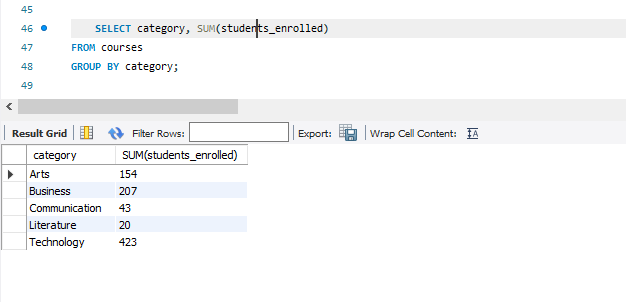 45
46 SELECT category, SUM(students_enrolled)
47 FROM courses
48 GROUP BY category;
49
Result Grid Filter Rows: Export: Wrap Cell Content: IA
category SUM(students_enrolled)
Arts 154
Business 207
Communication 43
Literature 20
Technology 423